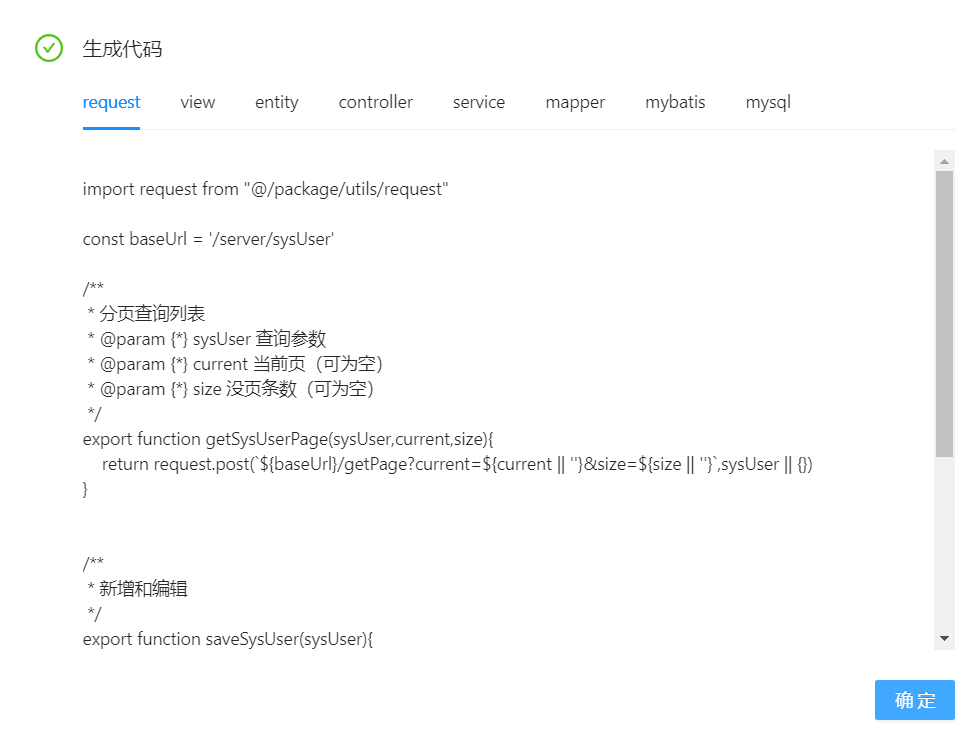 生成代码
request view entity controller service mapper mybatis mysql
import request from "@/package/utils/request"
const baseUrl = '/server/sysUser'
/**
* 分页查询列表
* @param {*} sysUser 查询参数
* @param {*} current 当前页（可为空）
* @param {*} size 没页条数（可为空）
*/
export function getSysUserPage(sysUser,current,size){
return request.post(`${baseUrl}/getPage?current=${current || ''}&size=${size || ''}`,sysUser || {})
}
/**
* 新增和编辑
*/
export function saveSysUser(sysUser){
确定